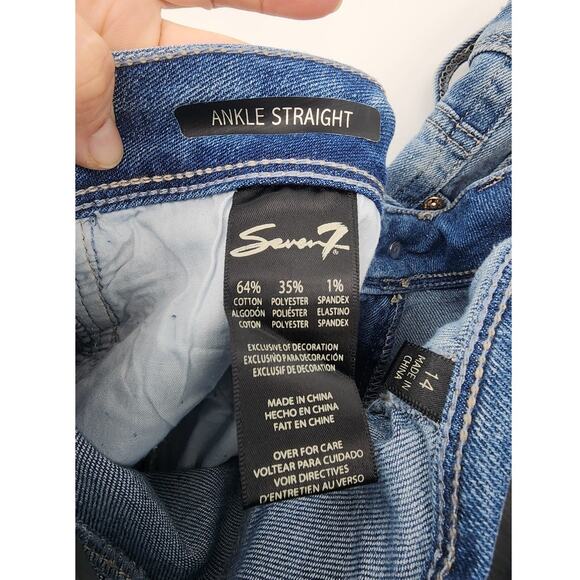 ANKLE STRAIGHT
Seven7
®
64% 35% 1%
COTTON POLYESTER SPANDEX
ALGODÓN POLIÉSTER ELASTINO
COTON POLYESTER SPANDEX
EXCLUSIVE OF DECORATION
EXCLUSIVO PARA DECORACIÓN
EXCLUSIF DE DECORATION
MADE IN CHINA
HECHO EN CHINA
FAIT EN CHINE
OVER FOR CARE
VOLTEAR PARA CUIDADO
VOIR DIRECTIVES
D'ENTRETIEN AU VERSO
14
MADE IN
CHINA